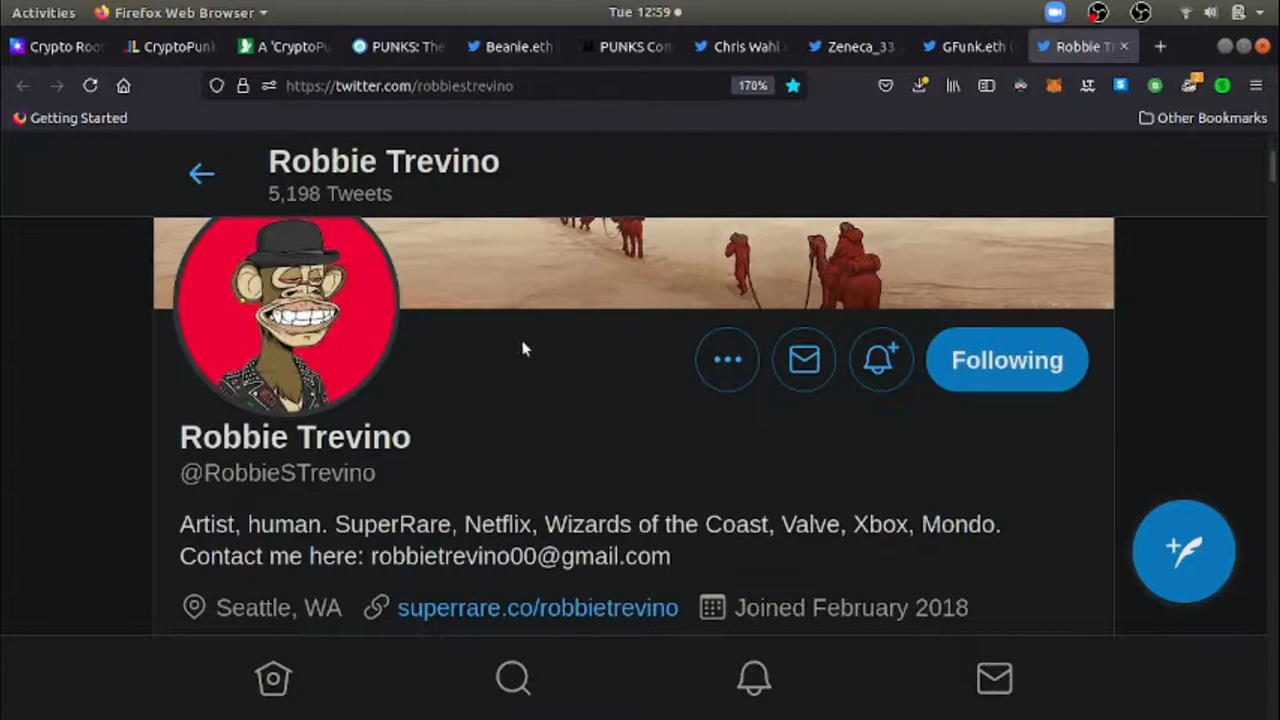 Activities Firefox Web Browser Tue 12:59
Crypto Roo CryptoPunk A 'CryptoPu PUNKS: The Beanie.eth PUNKS Con Chris Wahl Zeneca_33 GFunk.eth ( Robbie Tr
https://twitter.com/robbiestrevino 170%
Getting Started Other Bookmarks
Robbie Trevino
5,198 Tweets
Following
Robbie Trevino
@RobbieSTrevino
Artist, human. SuperRare, Netflix, Wizards of the Coast, Valve, Xbox, Mondo.
Contact me here: robbietrevino00@gmail.com
Seattle, WA superrare.co/robbietrevino Joined February 2018